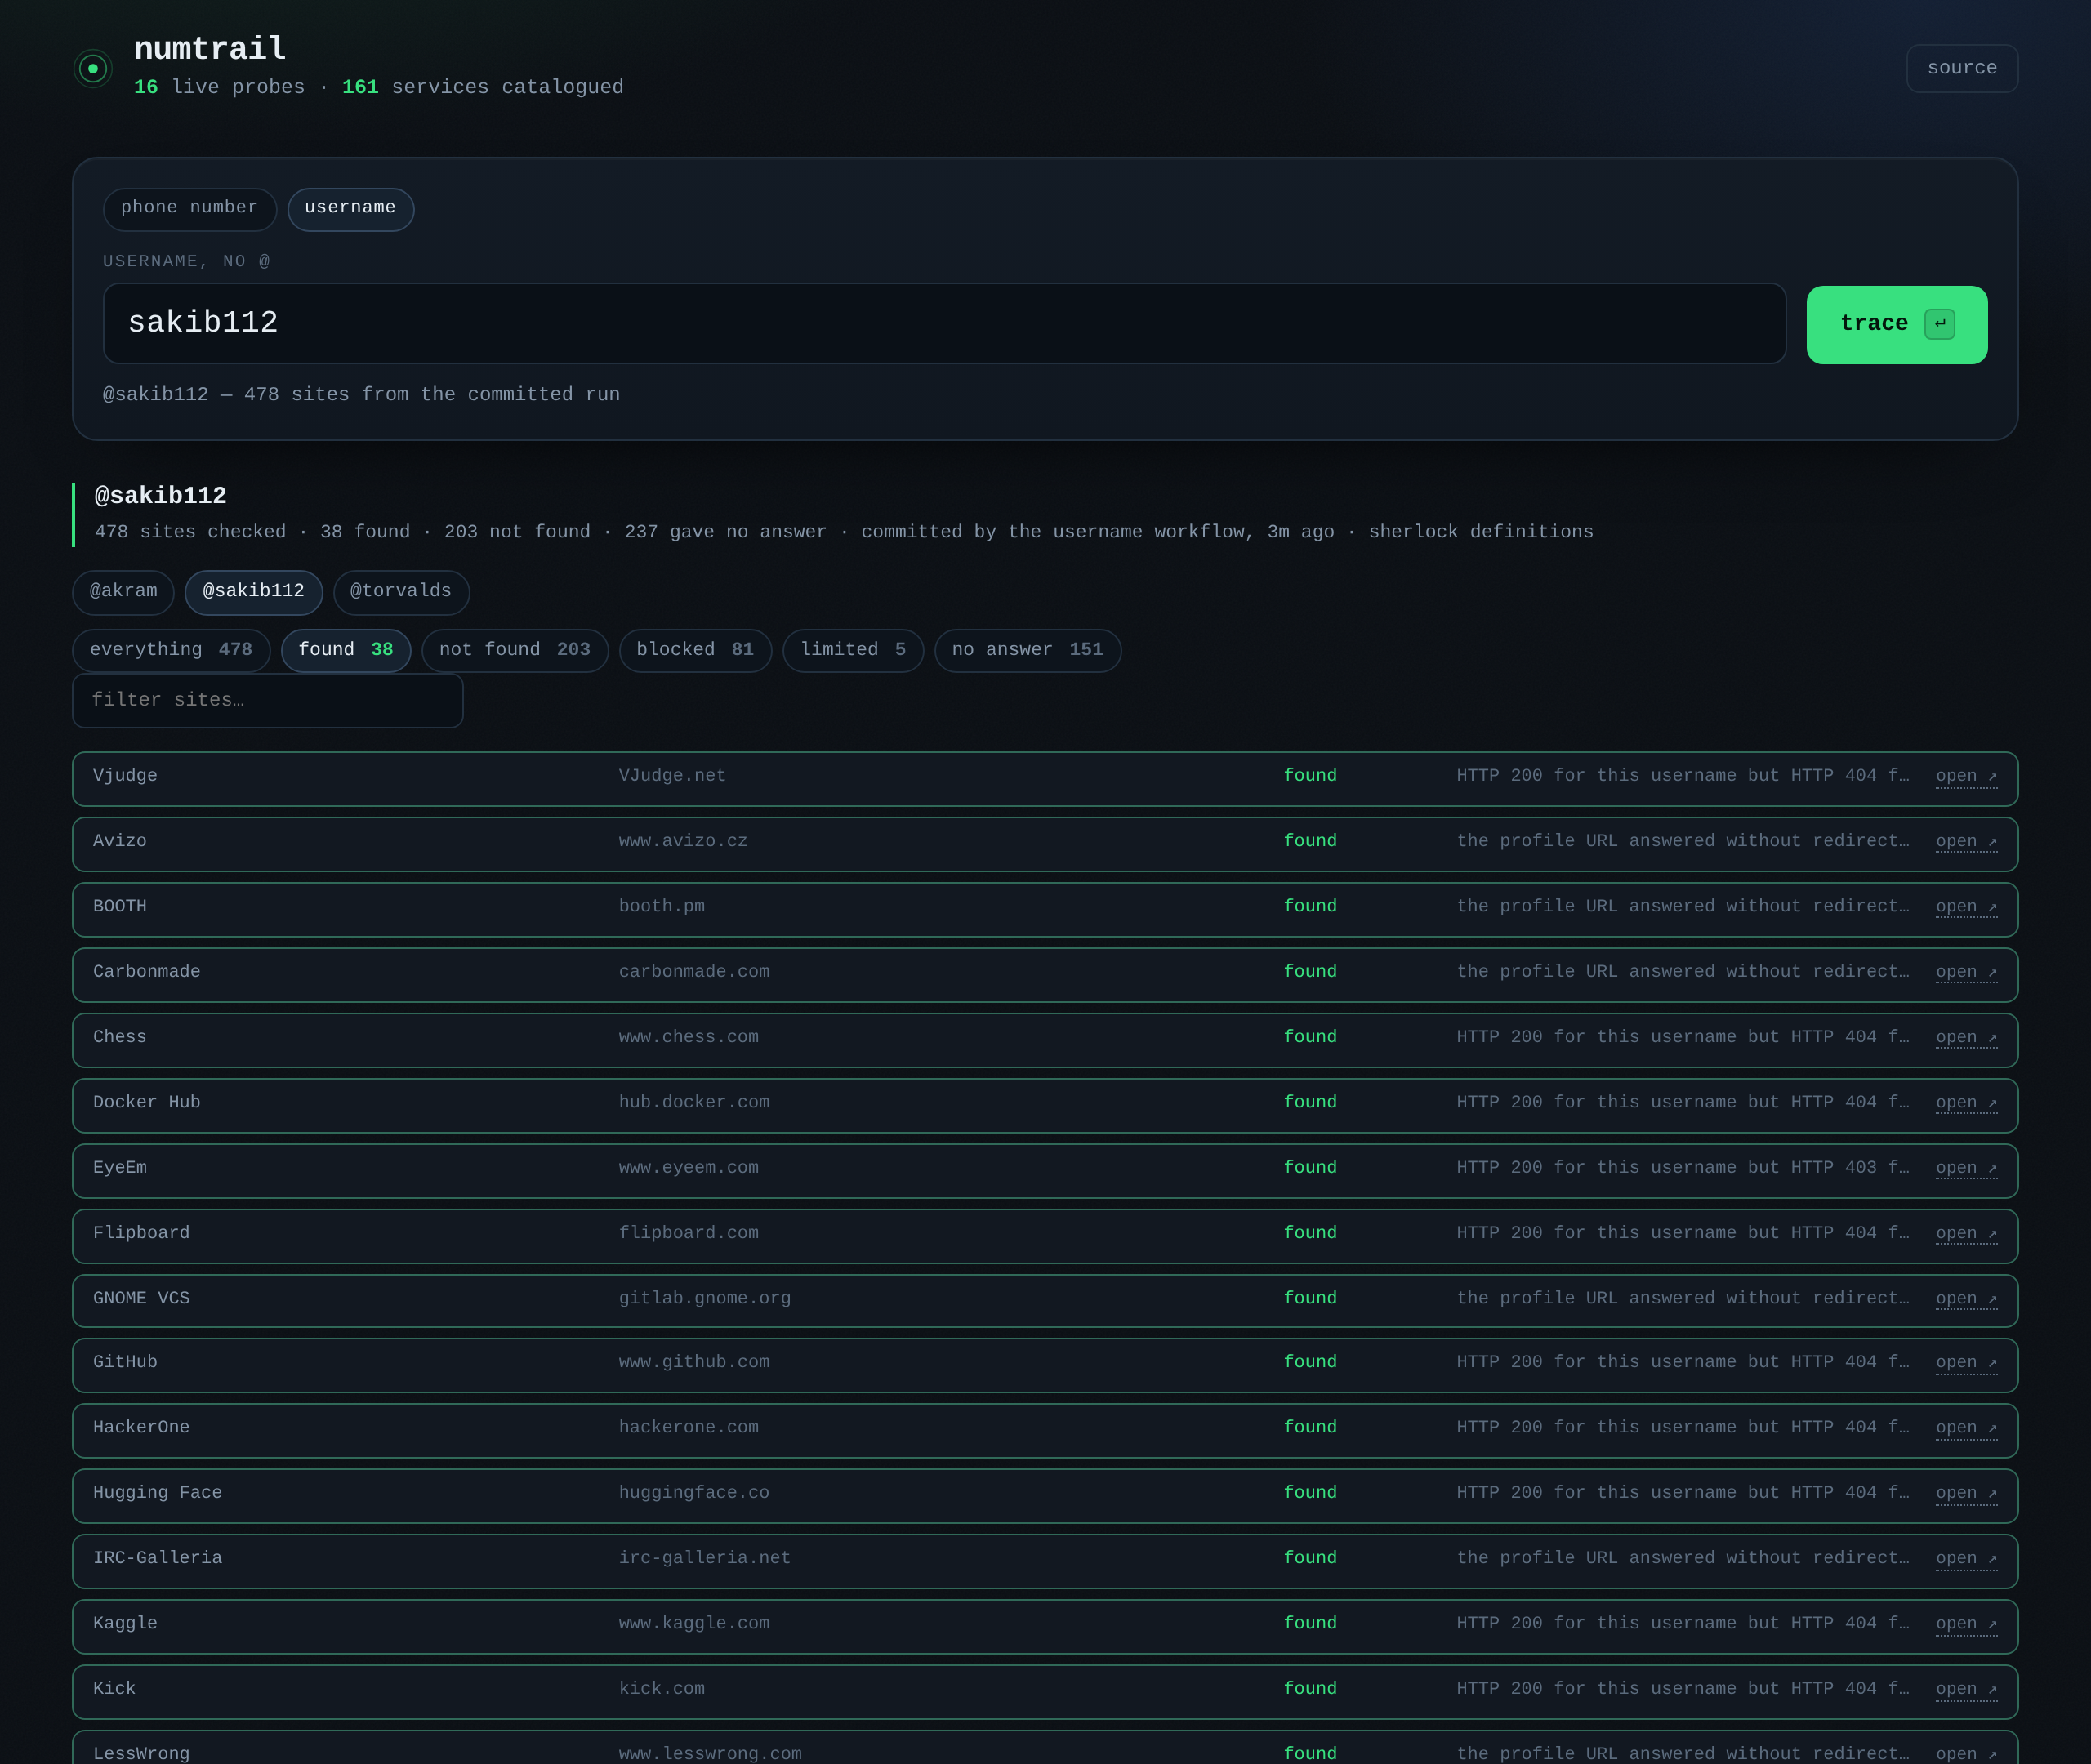 numtrail
16 live probes · 161 services catalogued
source
phone number username
USERNAME, NO @
sakib112
trace ↵
@sakib112 — 478 sites from the committed run
@sakib112
478 sites checked · 38 found · 203 not found · 237 gave no answer · committed by the username workflow, 3m ago · sherlock definitions
@akram @sakib112 @torvalds
everything 478 found 38 not found 203 blocked 81 limited 5 no answer 151
filter sites…
Vjudge VJudge.net found HTTP 200 for this username but HTTP 404 f… open ↗
Avizo www.avizo.cz found the profile URL answered without redirect… open ↗
BOOTH booth.pm found the profile URL answered without redirect… open ↗
Carbonmade carbonmade.com found the profile URL answered without redirect… open ↗
Chess www.chess.com found HTTP 200 for this username but HTTP 404 f… open ↗
Docker Hub hub.docker.com found HTTP 200 for this username but HTTP 404 f… open ↗
EyeEm www.eyeem.com found HTTP 200 for this username but HTTP 403 f… open ↗
Flipboard flipboard.com found HTTP 200 for this username but HTTP 404 f… open ↗
GNOME VCS gitlab.gnome.org found the profile URL answered without redirect… open ↗
GitHub www.github.com found HTTP 200 for this username but HTTP 404 f… open ↗
HackerOne hackerone.com found HTTP 200 for this username but HTTP 404 f… open ↗
Hugging Face huggingface.co found HTTP 200 for this username but HTTP 404 f… open ↗
IRC-Galleria irc-galleria.net found the profile URL answered without redirect… open ↗
Kaggle www.kaggle.com found HTTP 200 for this username but HTTP 404 f… open ↗
Kick kick.com found HTTP 200 for this username but HTTP 404 f… open ↗
LessWrong www.lesswrong.com found the profile URL answered without redirect… open ↗